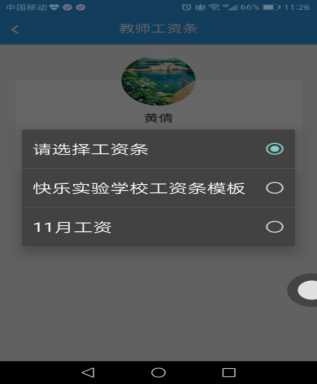 中国移动 66% 11:26
教师工资条
黄倩
请选择工资条
快乐实验学校工资条模板
11月工资